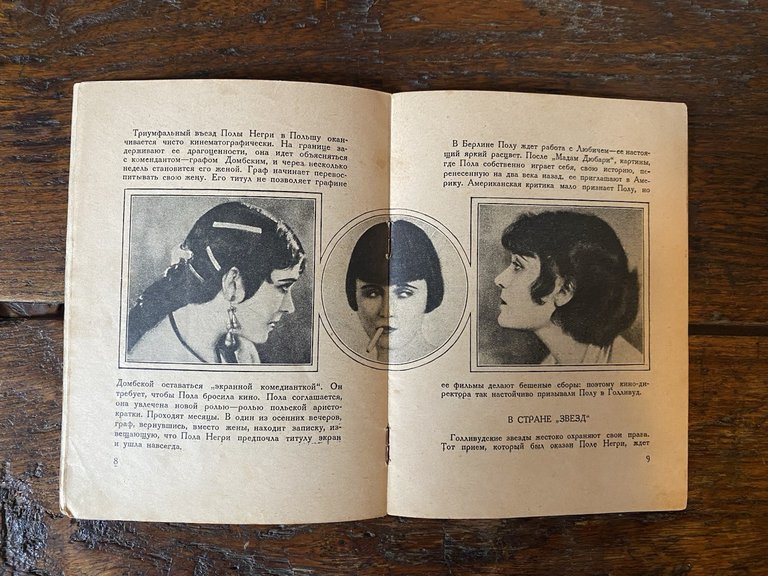 Триумфальный въезд Полы Негри в Польшу окан-
чивается чисто кинематографически. На границе за-
держивают ее драгоценности, она идет объясняться
с комендантом—графом Домбским, и через несколько
недель становится его женой. Граф начинает перевос-
питывать свою жену. Его титул не позволяет графине
Домбской оставаться „экранной комедианткой“. Он
требует, чтобы Пола бросила кино. Пола соглашается,
она увлечена новой ролью—ролью польской аристо-
кратки. Проходят месяцы. В один из осенних вечеров,
граф, вернувшись, вместо жены, находит записку, из-
вещающую, что Пола Негри предпочла титулу экран
и ушла навсегда.
8
В Берлине Полу ждет работа с Любичем—ее настоя-
щий яркий расцвет. После „Мадам Дюбари“, картины,
где Пола собственно играет себя, свою историю, пе-
ренесенную на два века назад, ее приглашают в Аме-
рику. Американская критика мало признает Полу, но
ее фильмы делают бешеные сборы: поэтому кино-ди-
ректора так настойчиво призывали Полу в Голливуд.
В СТРАНЕ „ЗВЕЗД“
Голливудские звезды жестоко охраняют свои права.
Тот прием, который был оказан Поле Негри, ждет
9